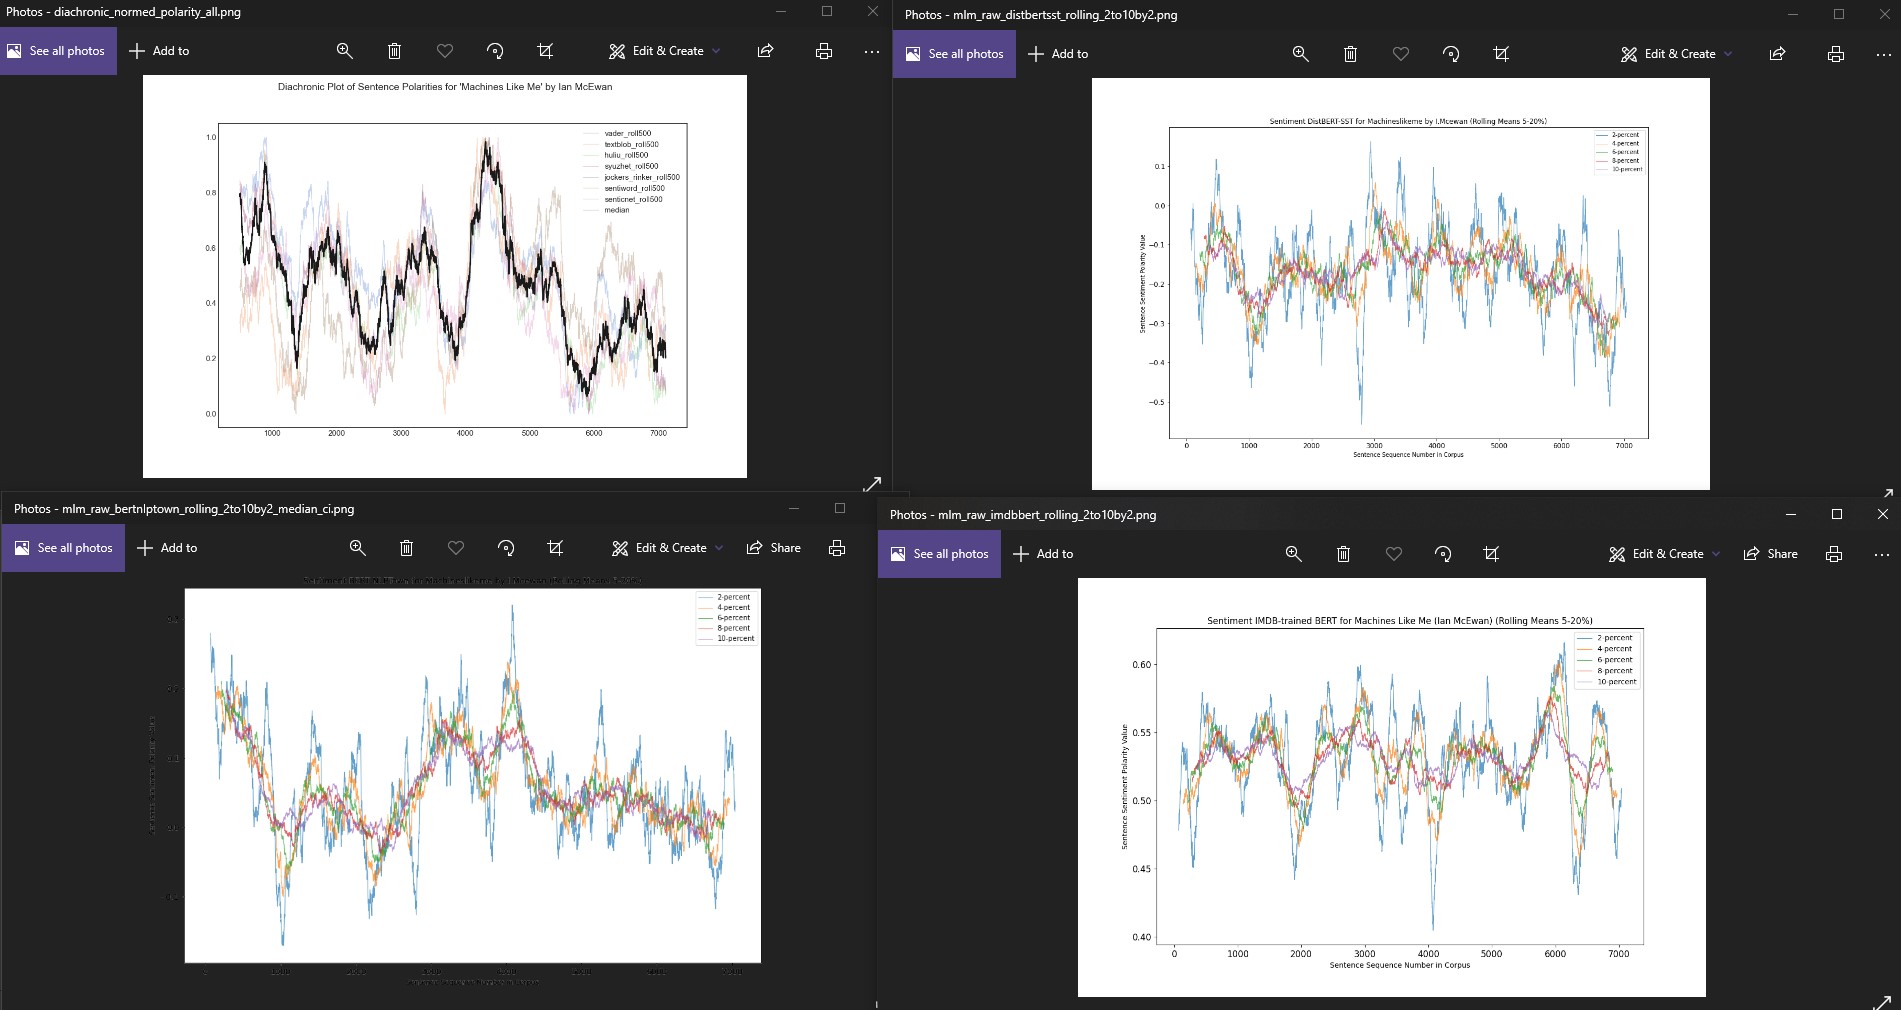 Photos - diachronic_normed_polarity_all.png
See all photos
Add to
Edit & Create
Diachronic Plot of Sentence Polarities for 'Machines Like Me' by Ian McEwan
vader_roll500
textblob_roll500
huliu_roll500
syuzhet_roll500
jockers_rinker_roll500
sentiword_roll500
senticnet_roll500
median
1.0
0.8
0.6
0.4
0.2
0.0
1000 2000 3000 4000 5000 6000 7000
Photos - mlm_raw_distbertsst_rolling_2to10by2.png
See all photos
Add to
Edit & Create
Sentiment DistBERT-SST for Machineslikeme by I.Mcewan (Rolling Means 5-20%)
2-percent
4-percent
6-percent
8-percent
10-percent
Sentence Sentiment Polarity Value
0.1
0.0
−0.1
−0.2
−0.3
−0.4
−0.5
0 1000 2000 3000 4000 5000 6000 7000
Sentence Sequence Number in Corpus
Photos - mlm_raw_bertnlptown_rolling_2to10by2_median_ci.png
See all photos
Add to
Edit & Create
Share
2-percent
4-percent
6-percent
8-percent
10-percent
Photos - mlm_raw_imdbbert_rolling_2to10by2.png
See all photos
Add to
Edit & Create
Share
Sentiment IMDB-trained BERT for Machines Like Me (Ian McEwan) (Rolling Means 5-20%)
2-percent
4-percent
6-percent
8-percent
10-percent
Sentence Sentiment Polarity Value
0.60
0.55
0.50
0.45
0.40
0 1000 2000 3000 4000 5000 6000 7000
Sentence Sequence Number in Corpus